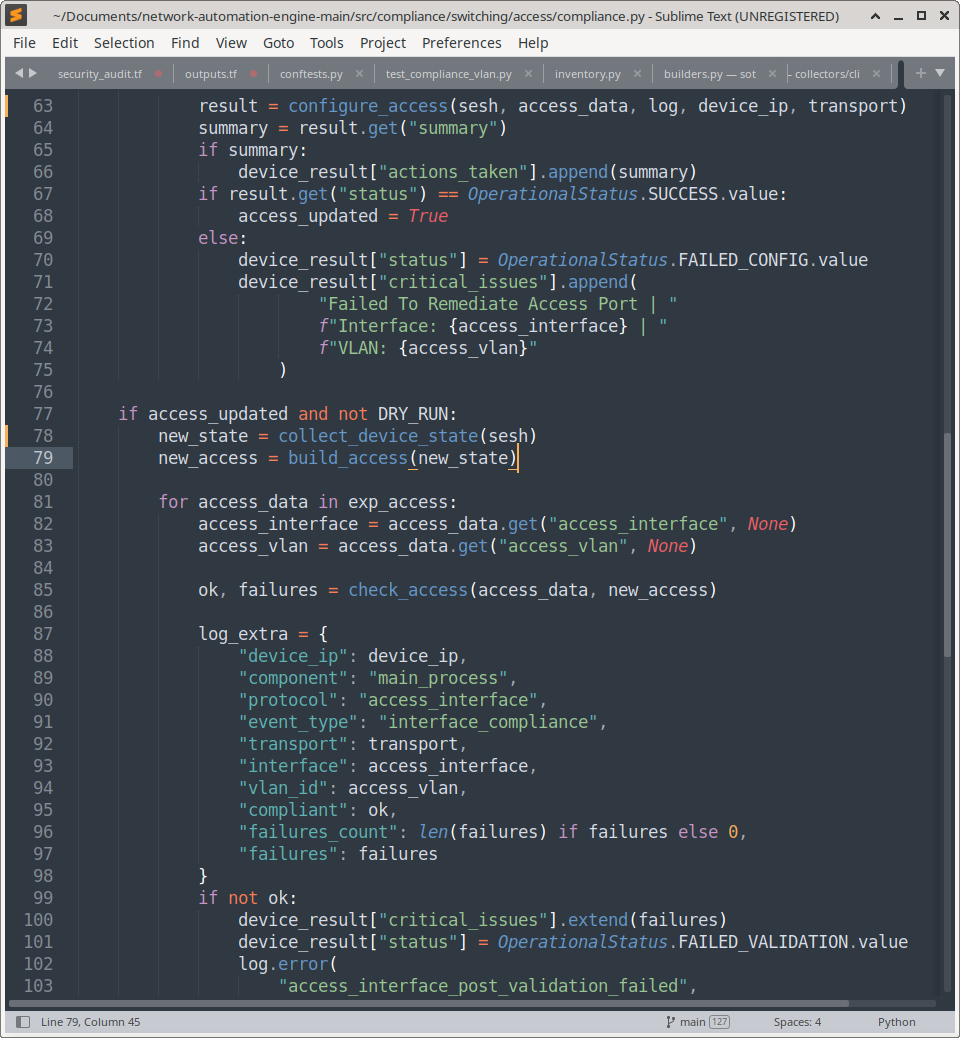 ~/Documents/network-automation-engine-main/src/compliance/switching/access/compliance.py - Sublime Text (UNREGISTERED)
File Edit Selection Find View Goto Tools Project Preferences Help
security_audit.tf outputs.tf conftests.py test_compliance_vlan.py inventory.py builders.py — sot - collectors/cli
63 result = configure_access(sesh, access_data, log, device_ip, transport)
64 summary = result.get("summary")
65 if summary:
66 device_result["actions_taken"].append(summary)
67 if result.get("status") == OperationalStatus.SUCCESS.value:
68 access_updated = True
69 else:
70 device_result["status"] = OperationalStatus.FAILED_CONFIG.value
71 device_result["critical_issues"].append(
72 "Failed To Remediate Access Port | "
73 f"Interface: {access_interface} | "
74 f"VLAN: {access_vlan}"
75 )
76
77 if access_updated and not DRY_RUN:
78 new_state = collect_device_state(sesh)
79 new_access = build_access(new_state)
80
81 for access_data in exp_access:
82 access_interface = access_data.get("access_interface", None)
83 access_vlan = access_data.get("access_vlan", None)
84
85 ok, failures = check_access(access_data, new_access)
86
87 log_extra = {
88 "device_ip": device_ip,
89 "component": "main_process",
90 "protocol": "access_interface",
91 "event_type": "interface_compliance",
92 "transport": transport,
93 "interface": access_interface,
94 "vlan_id": access_vlan,
95 "compliant": ok,
96 "failures_count": len(failures) if failures else 0,
97 "failures": failures
98 }
99 if not ok:
100 device_result["critical_issues"].extend(failures)
101 device_result["status"] = OperationalStatus.FAILED_VALIDATION.value
102 log.error(
103 "access_interface_post_validation_failed",
Line 79, Column 45 main 127 Spaces: 4 Python